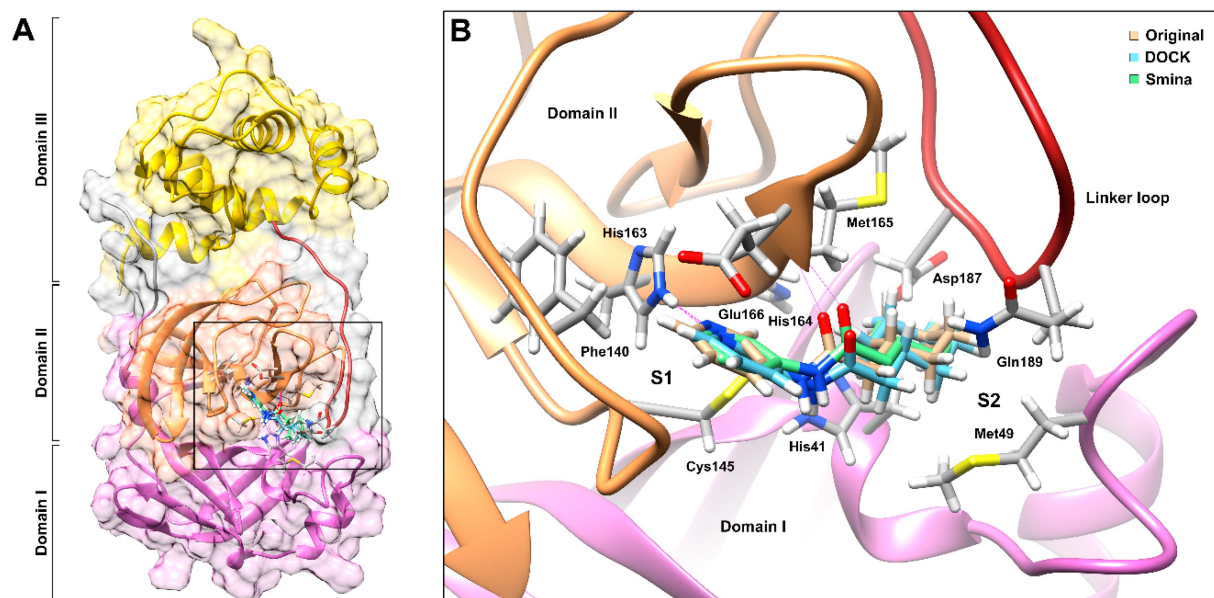 A
Domain III
Domain II
Domain I
B
Original
DOCK
Smina
Domain II
Linker loop
Met165
His163
Asp187
Glu166
His164
Phe140
Gln189
S1
S2
Met49
His41
Cys145
Domain I